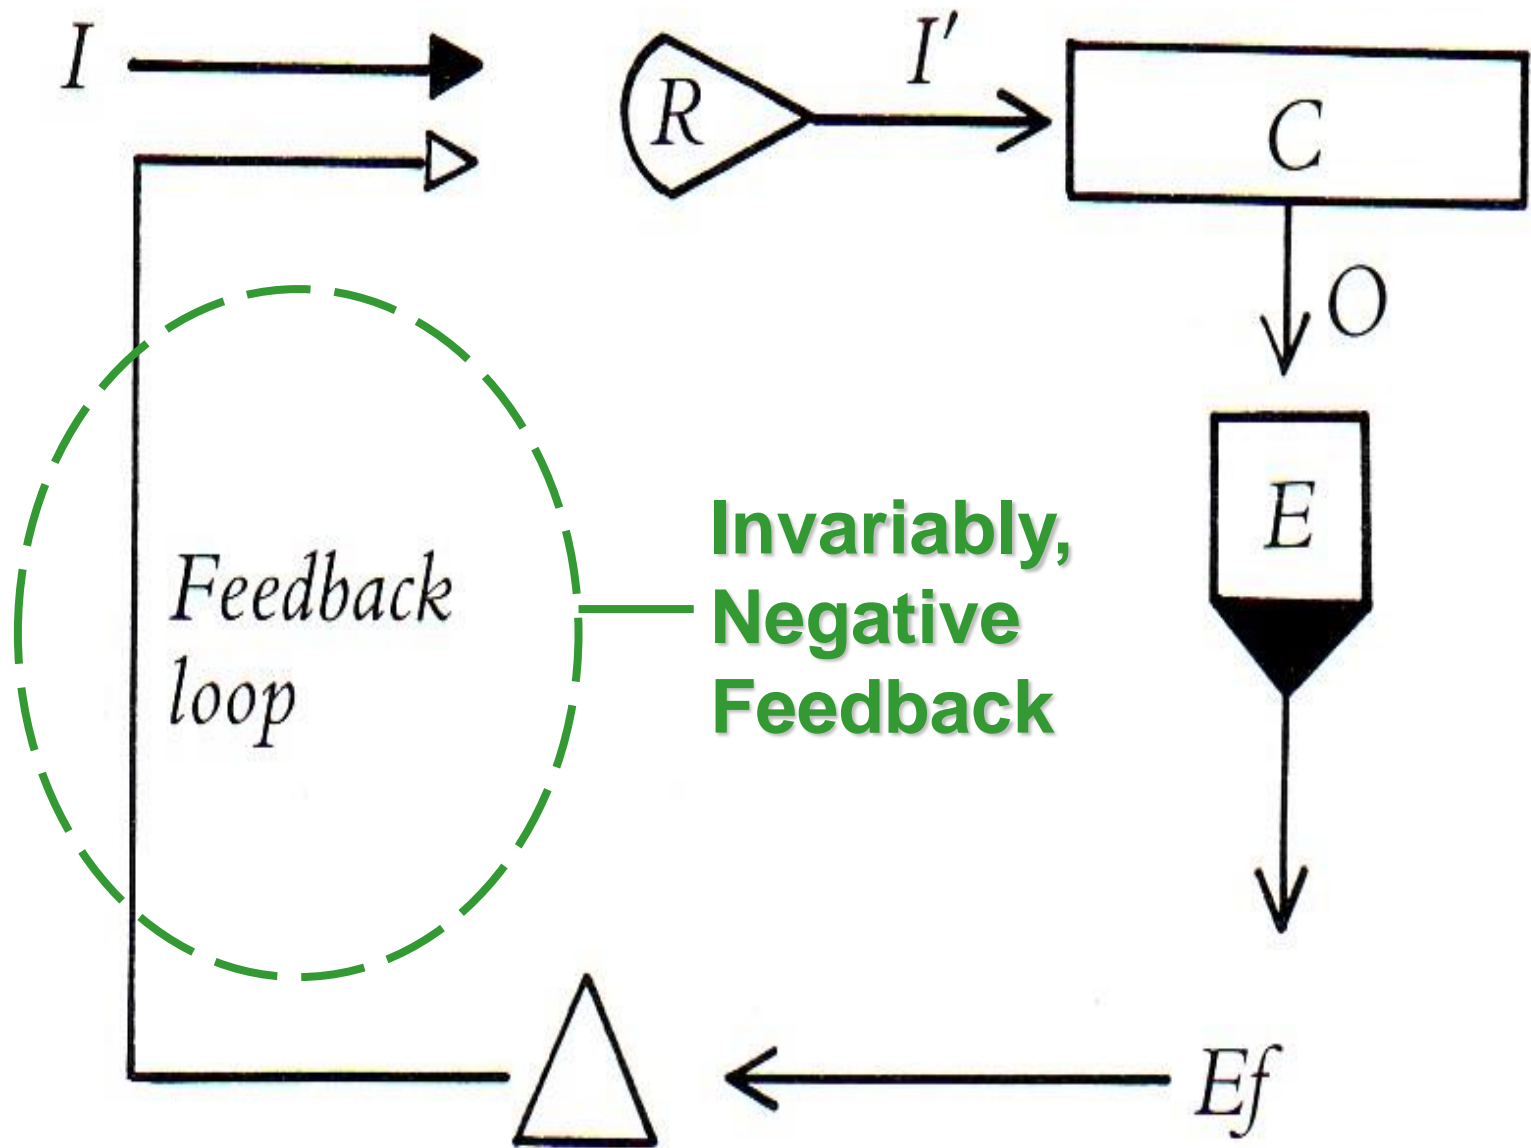 I
R
I′
C
O
E
Feedback
loop
Invariably,
Negative
Feedback
Ef